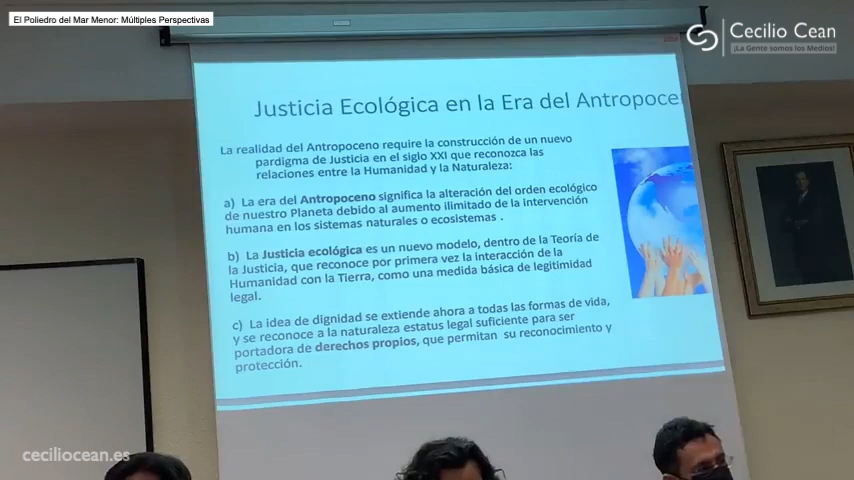 El Poliedro del Mar Menor: Múltiples Perspectivas
Cecilio Cean
¡La Gente somos los Medios!
Justicia Ecológica en la Era del Antropoce
La realidad del Antropoceno require la construcción de un nuevo
paradigma de Justicia en el siglo XXI que reconozca las
relaciones entre la Humanidad y la Naturaleza:
a) La era del Antropoceno significa la alteración del orden ecológico
de nuestro Planeta debido al aumento ilimitado de la intervención
humana en los sistemas naturales o ecosistemas .
b) La Justicia ecológica es un nuevo modelo, dentro de la Teoría de
la Justicia, que reconoce por primera vez la interacción de la
Humanidad con la Tierra, como una medida básica de legitimidad
legal.
c) La idea de dignidad se extiende ahora a todas las formas de vida,
y se reconoce a la naturaleza estatus legal suficiente para ser
portadora de derechos propios, que permitan su reconocimiento y
protección.
ceciliocean.es